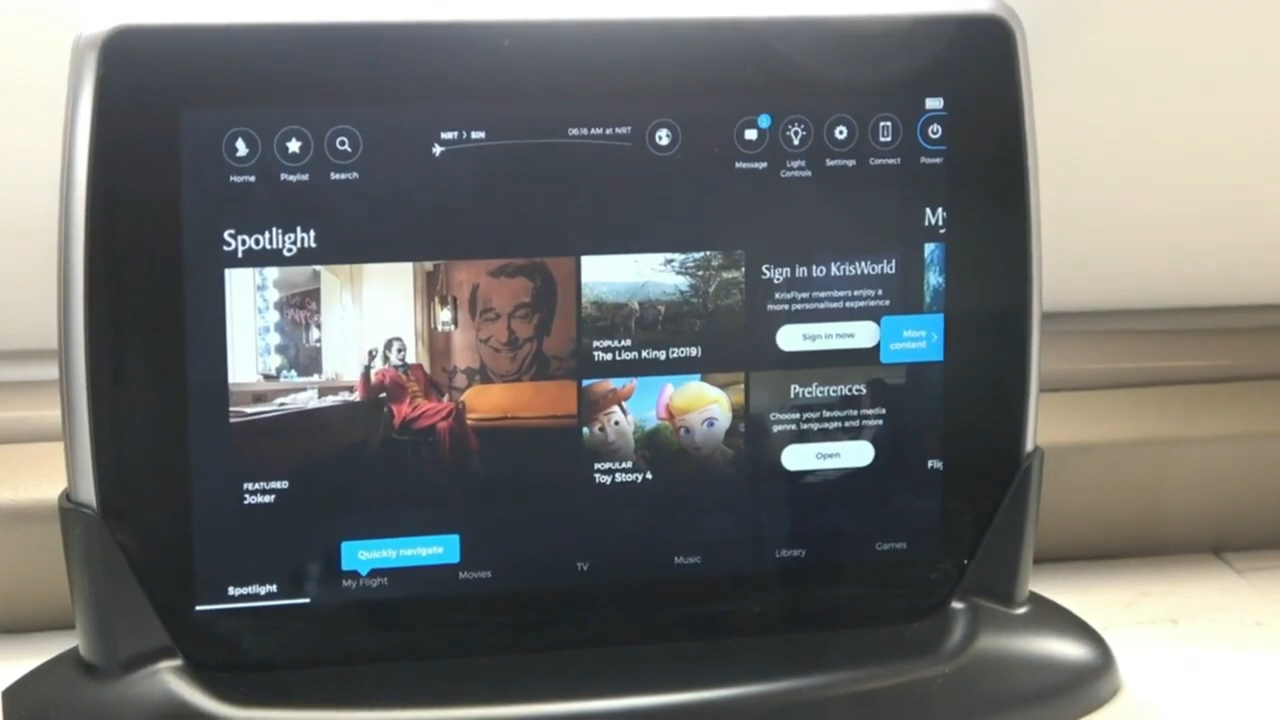 NRT > SIN
06:16 AM at NRT
2
Home
Playlist
Search
Message
Light
Controls
Settings
Connect
Power
Spotlight
My
FEATURED
Joker
POPULAR
The Lion King (2019)
POPULAR
Toy Story 4
Sign in to KrisWorld
KrisFlyer members enjoy a
more personalised experience
Sign in now
More
content >
Preferences
Choose your favourite media
genre, languages and more
Open
Flig
Quickly navigate
Spotlight
My Flight
Movies
TV
Music
Library
Games